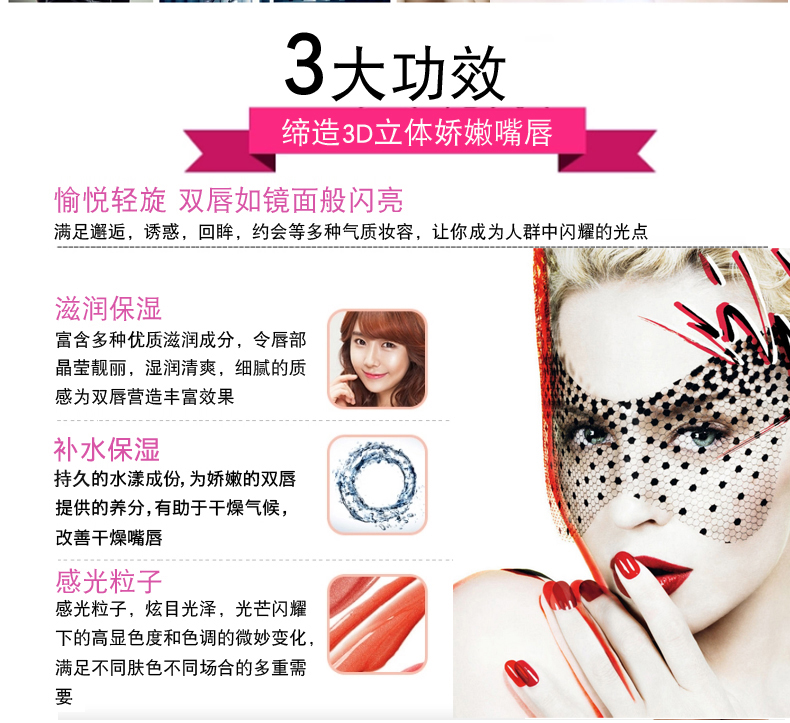 3大功效
缔造3D立体娇嫩嘴唇
愉悦轻旋 双唇如镜面般闪亮
满足邂逅，诱惑，回眸，约会等多种气质妆容，让你成为人群中闪耀的光点
滋润保湿
富含多种优质滋润成分，令唇部
晶莹靓丽，湿润清爽，细腻的质
感为双唇营造丰富效果
补水保湿
持久的水漾成份,为娇嫩的双唇
提供的养分,有助于干燥气候，
改善干燥嘴唇
感光粒子
感光粒子，炫目光泽，光芒闪耀
下的高显色度和色调的微妙变化，
满足不同肤色不同场合的多重需
要